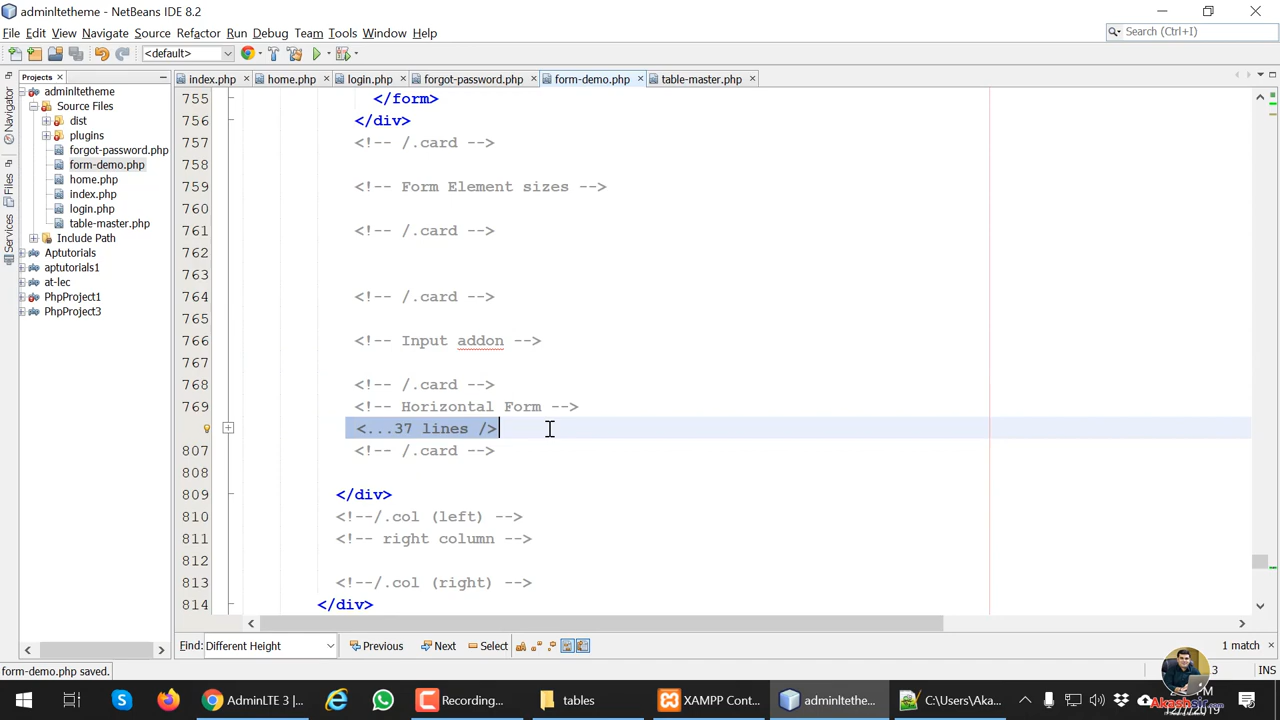 adminltetheme - NetBeans IDE 8.2
File Edit View Navigate Source Refactor Run Debug Team Tools Window Help
Search (Ctrl+I)
<default>
Projects
index.php home.php login.php forgot-password.php form-demo.php table-master.php
Navigator
Files
Services
adminltetheme
Source Files
dist
plugins
forgot-password.php
form-demo.php
home.php
index.php
login.php
table-master.php
Include Path
Aptutorials
aptutorials1
at-lec
PhpProject1
PhpProject3
755 </form>
756 </div>
757 <!-- /.card -->
758
759 <!-- Form Element sizes -->
760
761 <!-- /.card -->
762
763
764 <!-- /.card -->
765
766 <!-- Input addon -->
767
768 <!-- /.card -->
769 <!-- Horizontal Form -->
<...37 lines />
807 <!-- /.card -->
808
809 </div>
810 <!--/.col (left) -->
811 <!-- right column -->
812
813 <!--/.col (right) -->
814 </div>
Find: Different Height Previous Next Select 1 match
form-demo.php saved. INS
AdminLTE 3 |... Recording... tables XAMPP Cont... adminltethe... C:\Users\Aka...
AkashSir.com